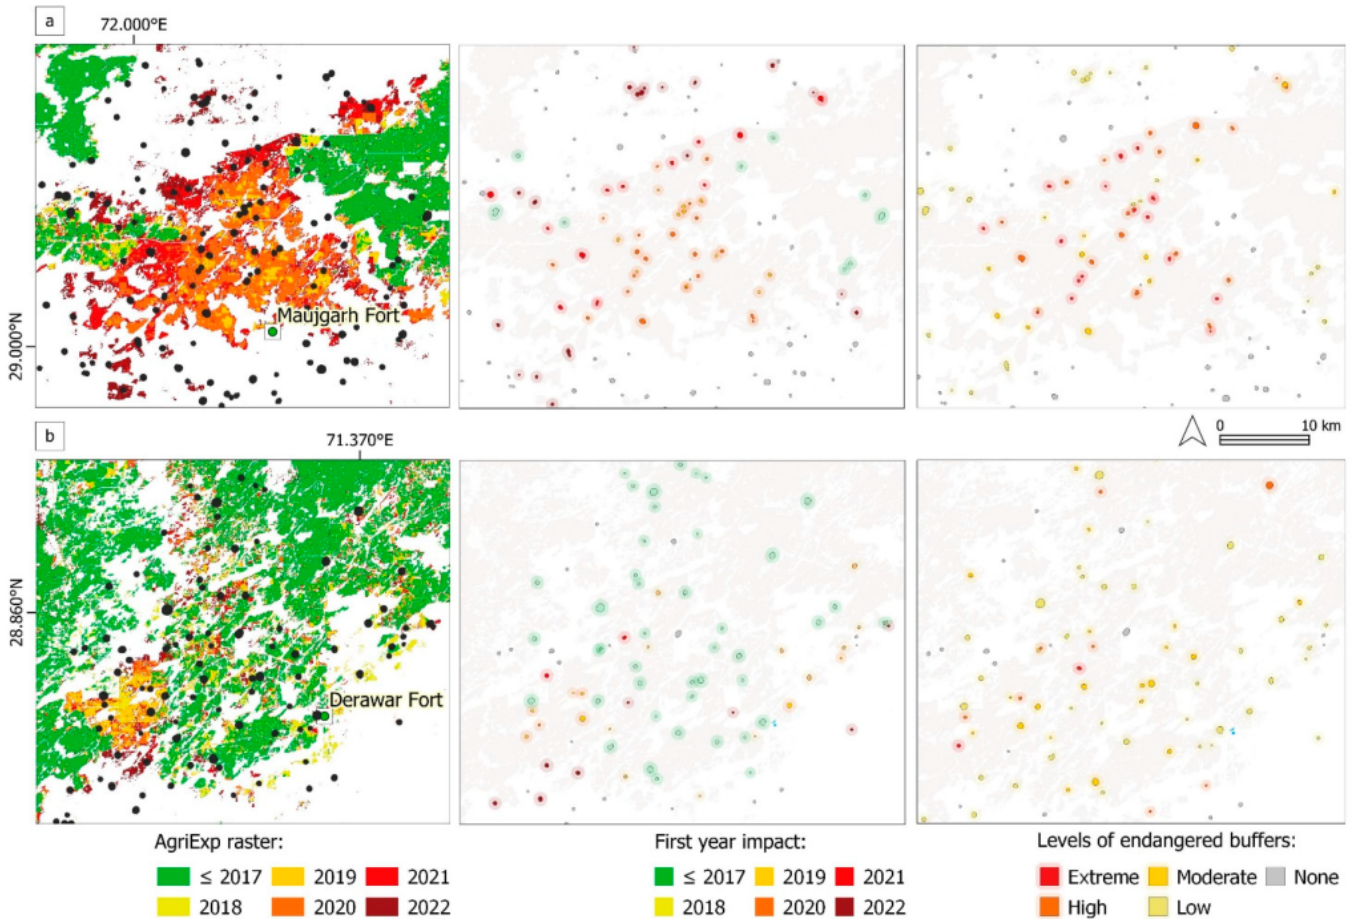 a
72.000°E
29.000°N
Maujgarh Fort
0 10 km
b
71.370°E
28.860°N
Derawar Fort
AgriExp raster:
≤ 2017 2019 2021
2018 2020 2022
First year impact:
≤ 2017 2019 2021
2018 2020 2022
Levels of endangered buffers:
Extreme Moderate None
High Low